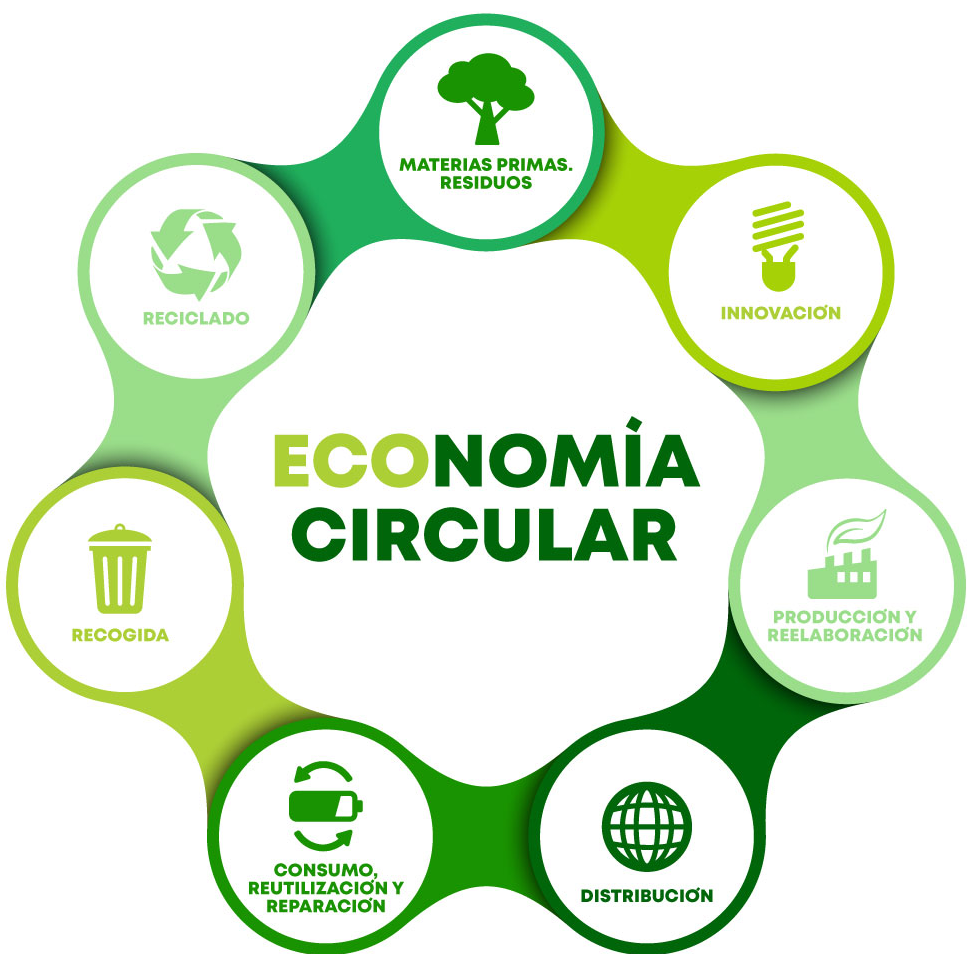 MATERIAS PRIMAS.
RESIDUOS
INNOVACIÓN
PRODUCCIÓN Y
REELABORACIÓN
DISTRIBUCIÓN
CONSUMO,
REUTILIZACIÓN Y
REPARACIÓN
RECOGIDA
RECICLADO
ECONOMÍA
CIRCULAR